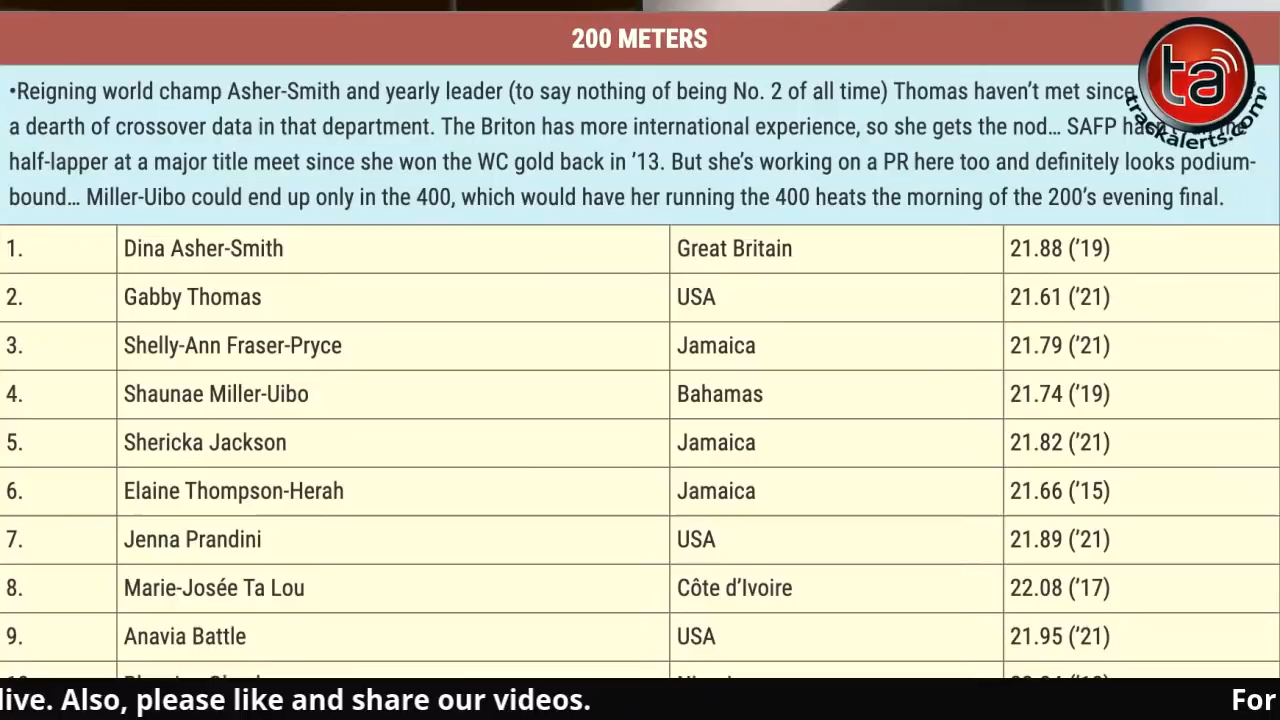 200 METERS
ta
trackalerts.com
•Reigning world champ Asher-Smith and yearly leader (to say nothing of being No. 2 of all time) Thomas haven't met since
a dearth of crossover data in that department. The Briton has more international experience, so she gets the nod… SAFP
half-lapper at a major title meet since she won the WC gold back in '13. But she's working on a PR here too and definitely looks podium-
bound… Miller-Uibo could end up only in the 400, which would have her running the 400 heats the morning of the 200's evening final.
1. Dina Asher-Smith Great Britain 21.88 ('19)
2. Gabby Thomas USA 21.61 ('21)
3. Shelly-Ann Fraser-Pryce Jamaica 21.79 ('21)
4. Shaunae Miller-Uibo Bahamas 21.74 ('19)
5. Shericka Jackson Jamaica 21.82 ('21)
6. Elaine Thompson-Herah Jamaica 21.66 ('15)
7. Jenna Prandini USA 21.89 ('21)
8. Marie-Josée Ta Lou Côte d'Ivoire 22.08 ('17)
9. Anavia Battle USA 21.95 ('21)
live. Also, please like and share our videos. For